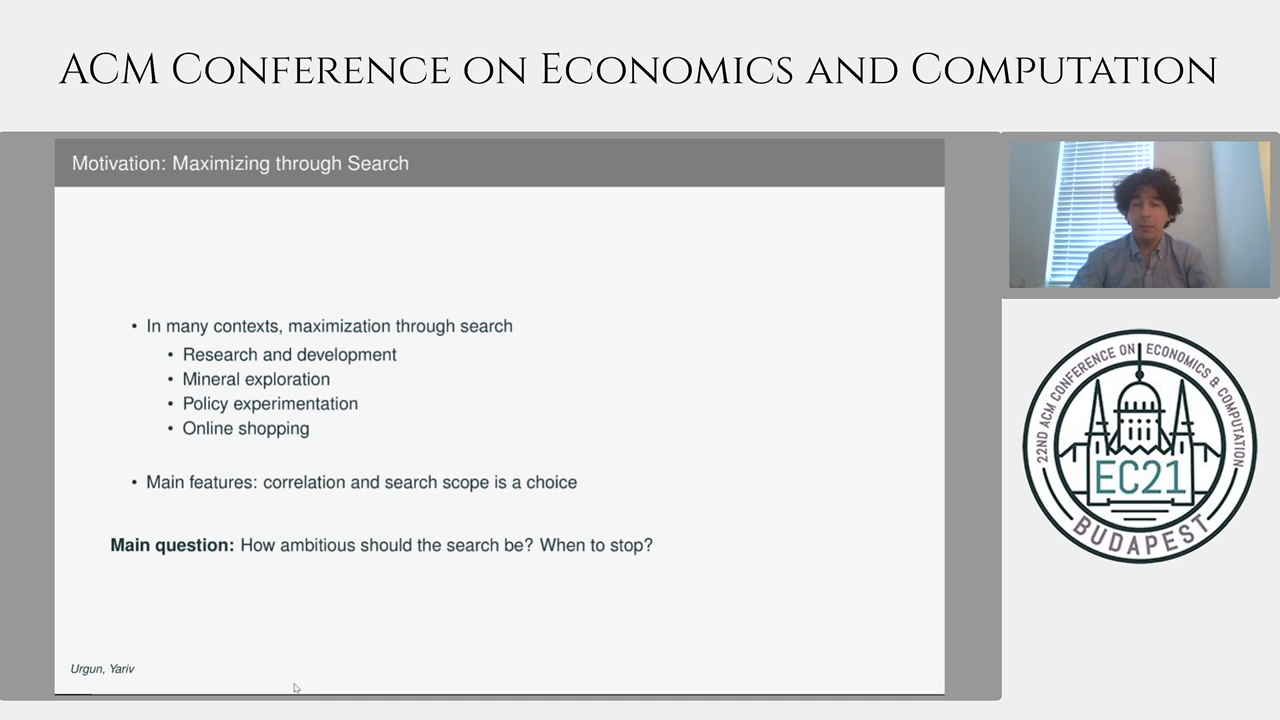 ACM Conference on Economics and Computation
Motivation: Maximizing through Search
• In many contexts, maximization through search
• Research and development
• Mineral exploration
• Policy experimentation
• Online shopping
• Main features: correlation and search scope is a choice
Main question: How ambitious should the search be? When to stop?
Urgun, Yariv
22ND ACM CONFERENCE ON ECONOMICS & COMPUTATION
EC21
BUDAPEST